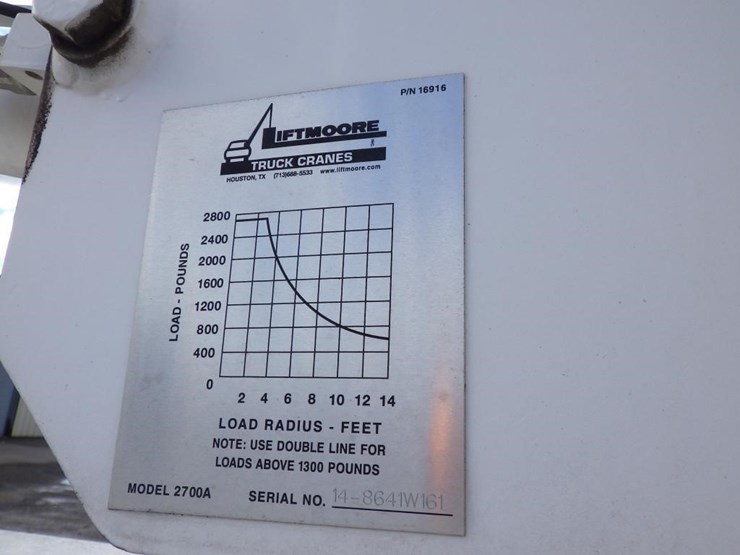 P/N 16916
LIFTMOORE
R
TRUCK CRANES
HOUSTON, TX (713)688-5533 www.liftmoore.com
LOAD - POUNDS
2800
2400
2000
1600
1200
800
400
0
2 4 6 8 10 12 14
LOAD RADIUS - FEET
NOTE: USE DOUBLE LINE FOR
LOADS ABOVE 1300 POUNDS
MODEL 2700A SERIAL NO. 14-8641W161